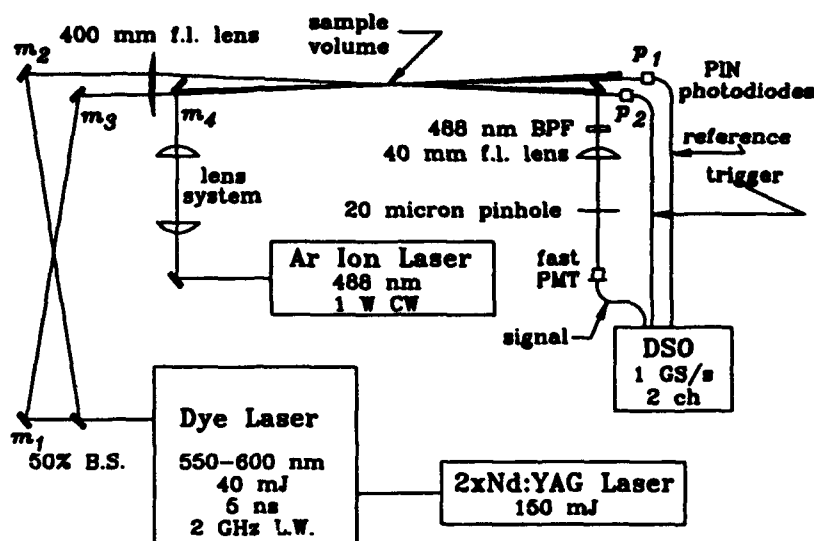 400 mm f.l. lens
sample
volume
m2
m3
m4
p1
p2
PIN
photodiodes
488 nm BPF
40 mm f.l. lens
reference
trigger
lens
system
20 micron pinhole
Ar Ion Laser
488 nm
1 W CW
fast
PMT
signal
DSO
1 GS/s
2 ch
m1
50% B.S.
Dye Laser
550-600 nm
40 mJ
5 ns
2 GHz L.W.
2xNd:YAG Laser
150 mJ